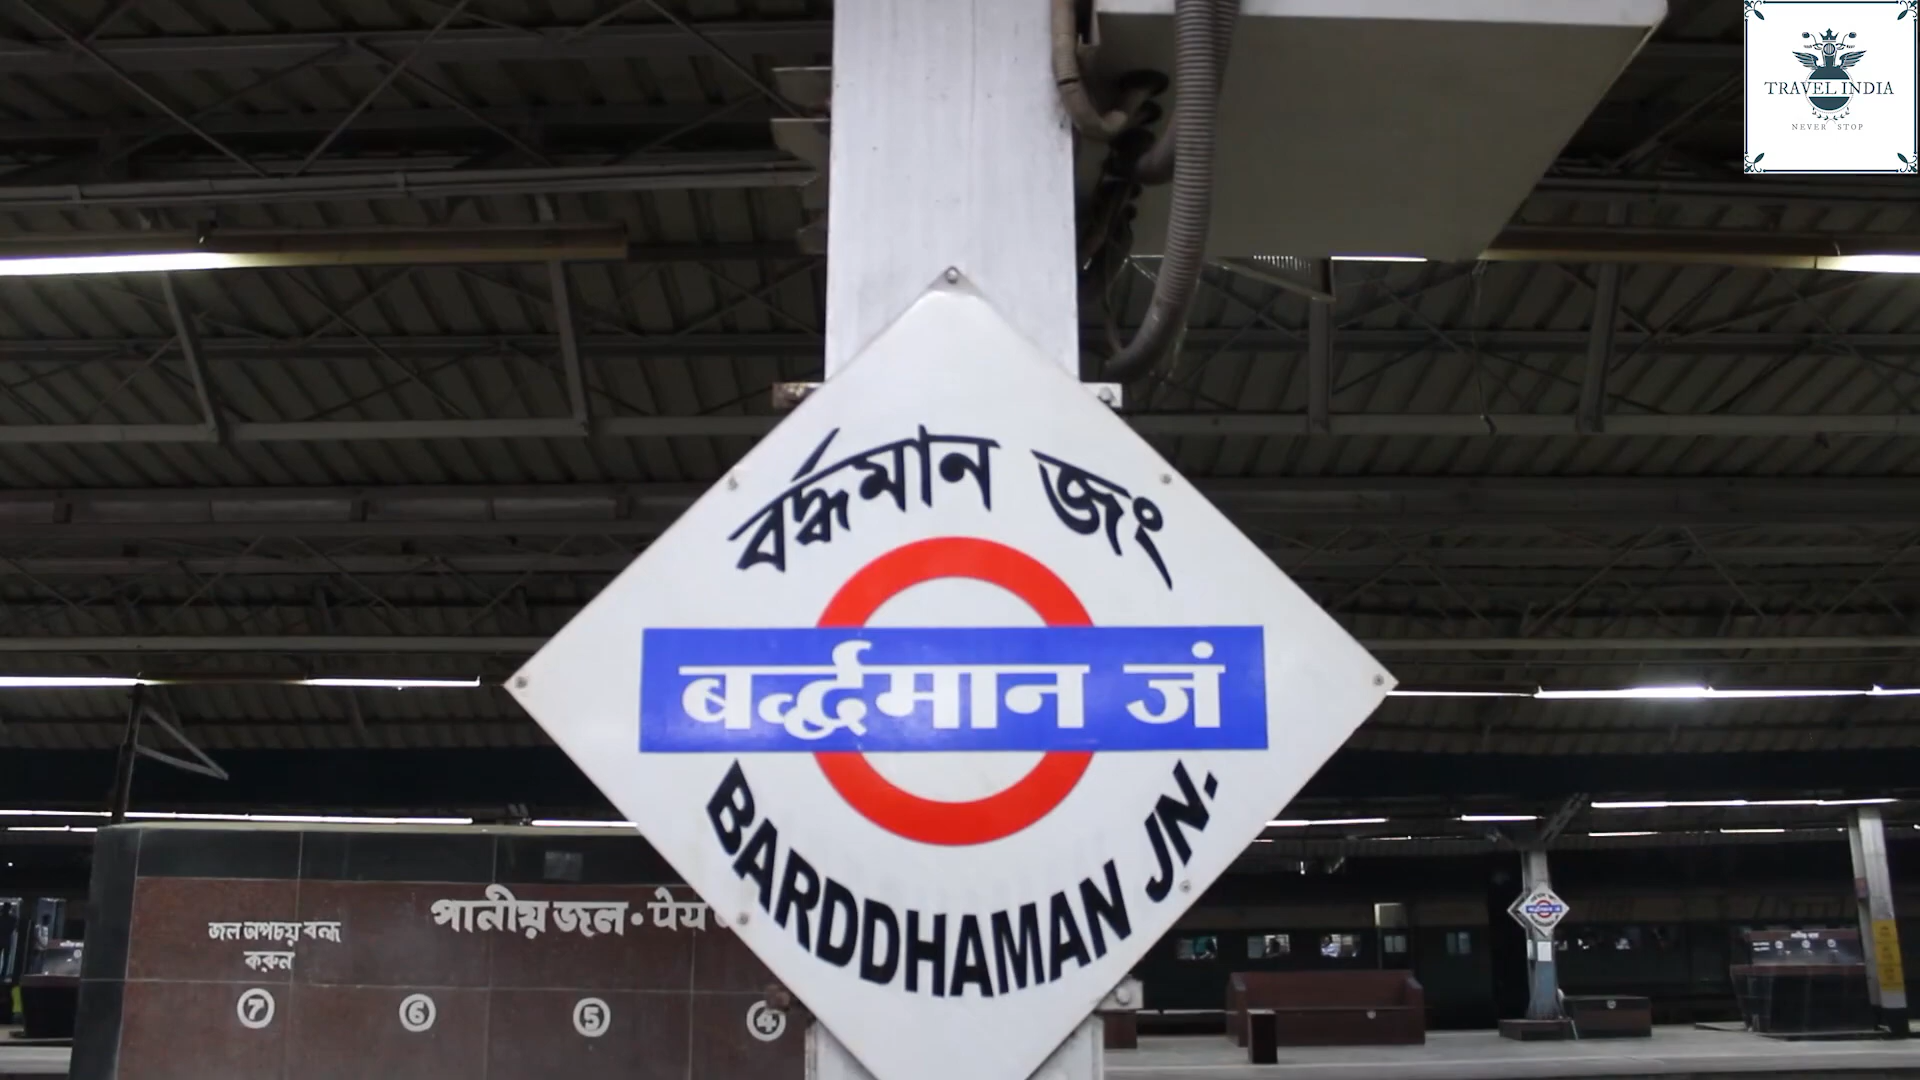 TRAVEL INDIA
NEVER STOP
বর্দ্ধমান জং
बर्द्धमान जं
BARDDHAMAN JN.
পানীয় জল • पेय
জল অপচয় বন্ধ
করুন
7 6 5 4